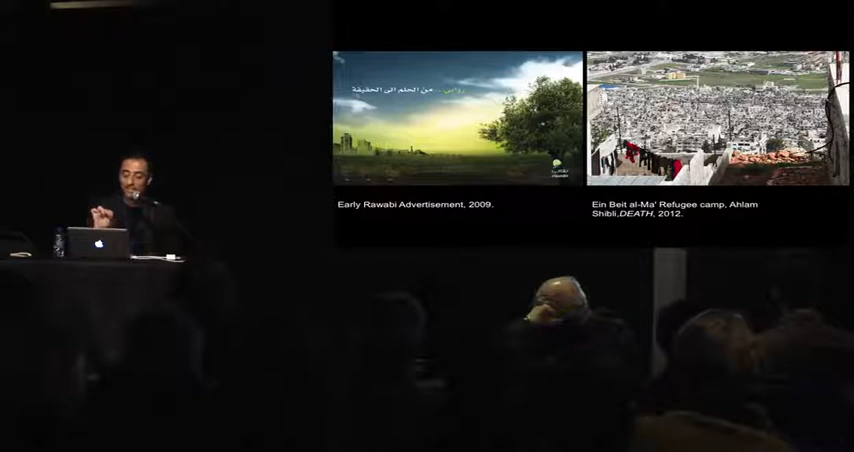 روابي ... من الحلم الى الحقيقة
Early Rawabi Advertisement, 2009.
Ein Beit al-Ma' Refugee camp, Ahlam
Shibli,DEATH, 2012.